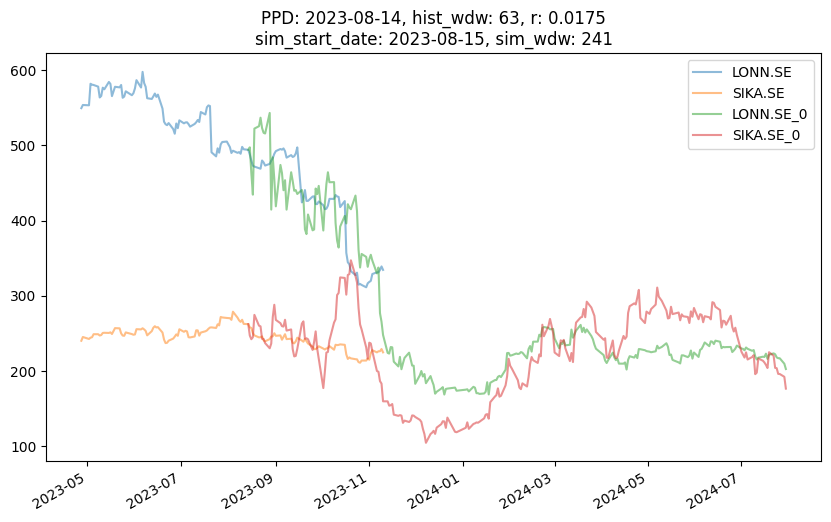 PPD: 2023-08-14, hist_wdw: 63, r: 0.0175
sim_start_date: 2023-08-15, sim_wdw: 241
LONN.SE
SIKA.SE
LONN.SE_0
SIKA.SE_0
600
500
400
300
200
100
2023-05
2023-07
2023-09
2023-11
2024-01
2024-03
2024-05
2024-07